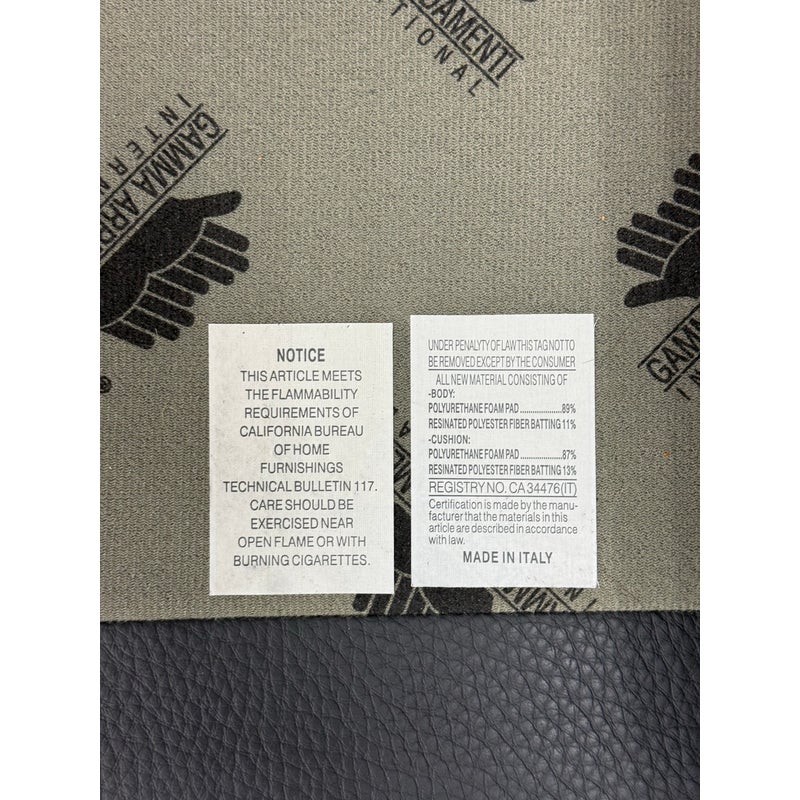 DAMENTI
TIONAL
GAMMA ARR
INTERN
GAMM
IN
®
NOTICE
THIS ARTICLE MEETS
THE FLAMMABILITY
REQUIREMENTS OF
CALIFORNIA BUREAU
OF HOME
FURNISHINGS
TECHNICAL BULLETIN 117.
CARE SHOULD BE
EXERCISED NEAR
OPEN FLAME OR WITH
BURNING CIGARETTES.
UNDER PENALYTY OF LAW THIS TAG NOT TO
BE REMOVED EXCEPT BY THE CONSUMER
ALL NEW MATERIAL CONSISTING OF
-BODY:
POLYURETHANE FOAM PAD ....................89%
RESINATED POLYESTER FIBER BATTING 11%
-CUSHION:
POLYURETHANE FOAM PAD ....................87%
RESINATED POLYESTER FIBER BATTING 13%
REGISTRY NO. CA 34476(IT)
Certification is made by the manu-
facturer that the materials in this
article are described in accordance
with law.
MADE IN ITALY